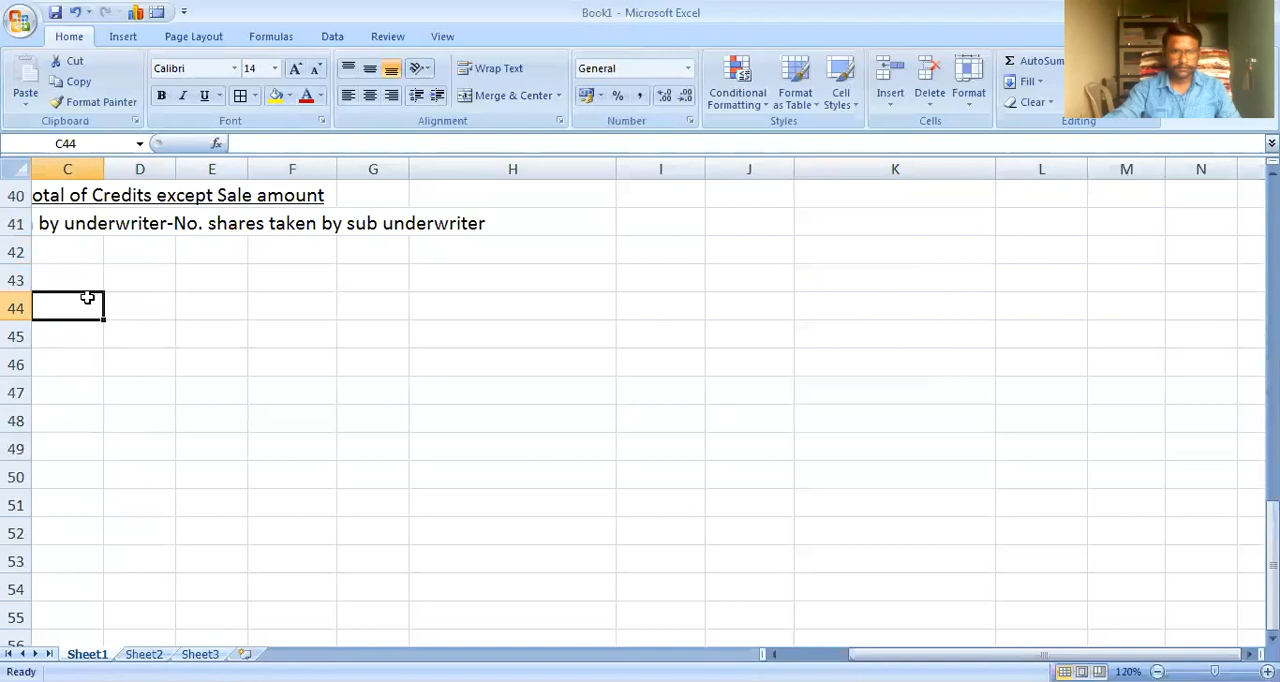 Book1 - Microsoft Excel
Home Insert Page Layout Formulas Data Review View
Cut
Copy
Format Painter
Paste
Clipboard
Calibri 14
B I U
Font
Wrap Text
Merge & Center
Alignment
General
Number
Conditional Formatting
Format as Table
Cell Styles
Styles
Insert Delete Format
Cells
Σ AutoSum
Fill
Clear
Editing
C44
fx
C D E F G H I J K L M N
40 otal of Credits except Sale amount
41 by underwriter-No. shares taken by sub underwriter
42
43
44
45
46
47
48
49
50
51
52
53
54
55
56
Sheet1 Sheet2 Sheet3
Ready 120%